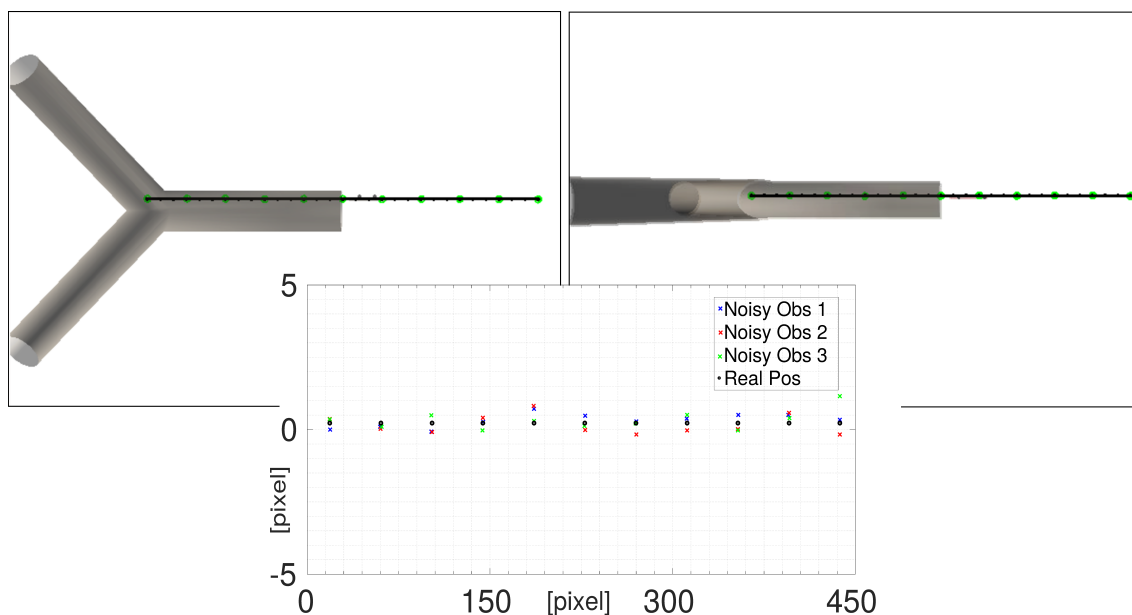 5
Noisy Obs 1
Noisy Obs 2
Noisy Obs 3
Real Pos
0
[pixel]
-5
0 150 [pixel] 300 450